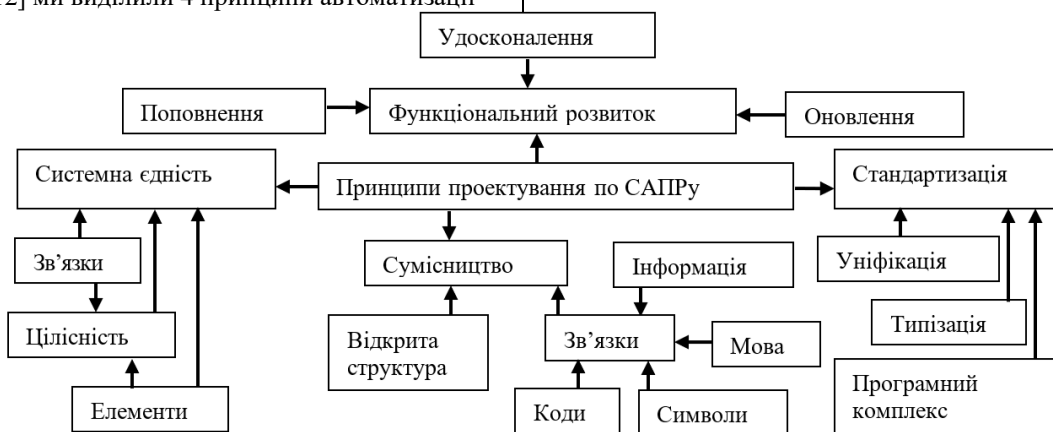 12] ми виділили 4 принципи автоматизації
Удосконалення
Поповнення
Функціональний розвиток
Оновлення
Системна єдність
Принципи проектування по САПРу
Стандартизація
Зв’язки
Сумісництво
Інформація
Уніфікація
Цілісність
Відкрита
структура
Зв’язки
Мова
Типізація
Елементи
Коди
Символи
Програмний
комплекс